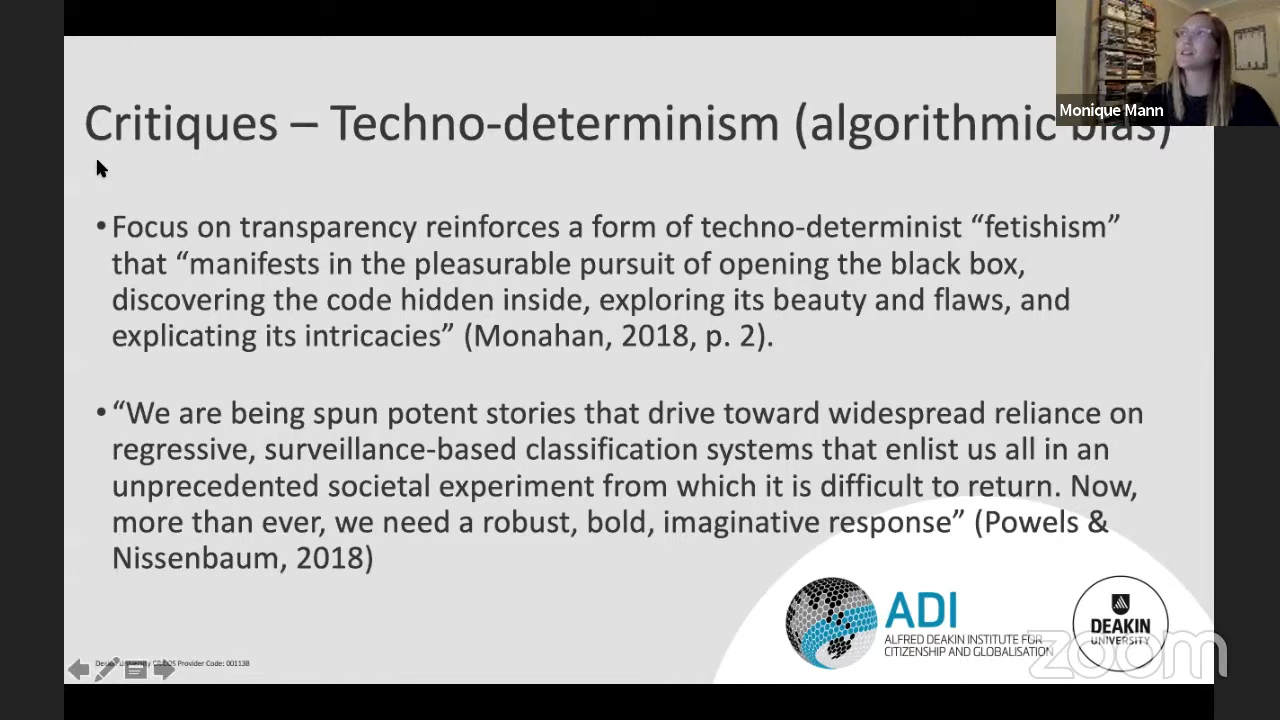 Critiques – Techno-determinism (algorithmic bias)
Monique Mann
•Focus on transparency reinforces a form of techno-determinist “fetishism”
that “manifests in the pleasurable pursuit of opening the black box,
discovering the code hidden inside, exploring its beauty and flaws, and
explicating its intricacies” (Monahan, 2018, p. 2).
•“We are being spun potent stories that drive toward widespread reliance on
regressive, surveillance-based classification systems that enlist us all in an
unprecedented societal experiment from which it is difficult to return. Now,
more than ever, we need a robust, bold, imaginative response” (Powels &
Nissenbaum, 2018)
ADI
ALFRED DEAKIN INSTITUTE FOR
CITIZENSHIP AND GLOBALISATION
DEAKIN
UNIVERSITY
zoom
University Provider Code: 00113B